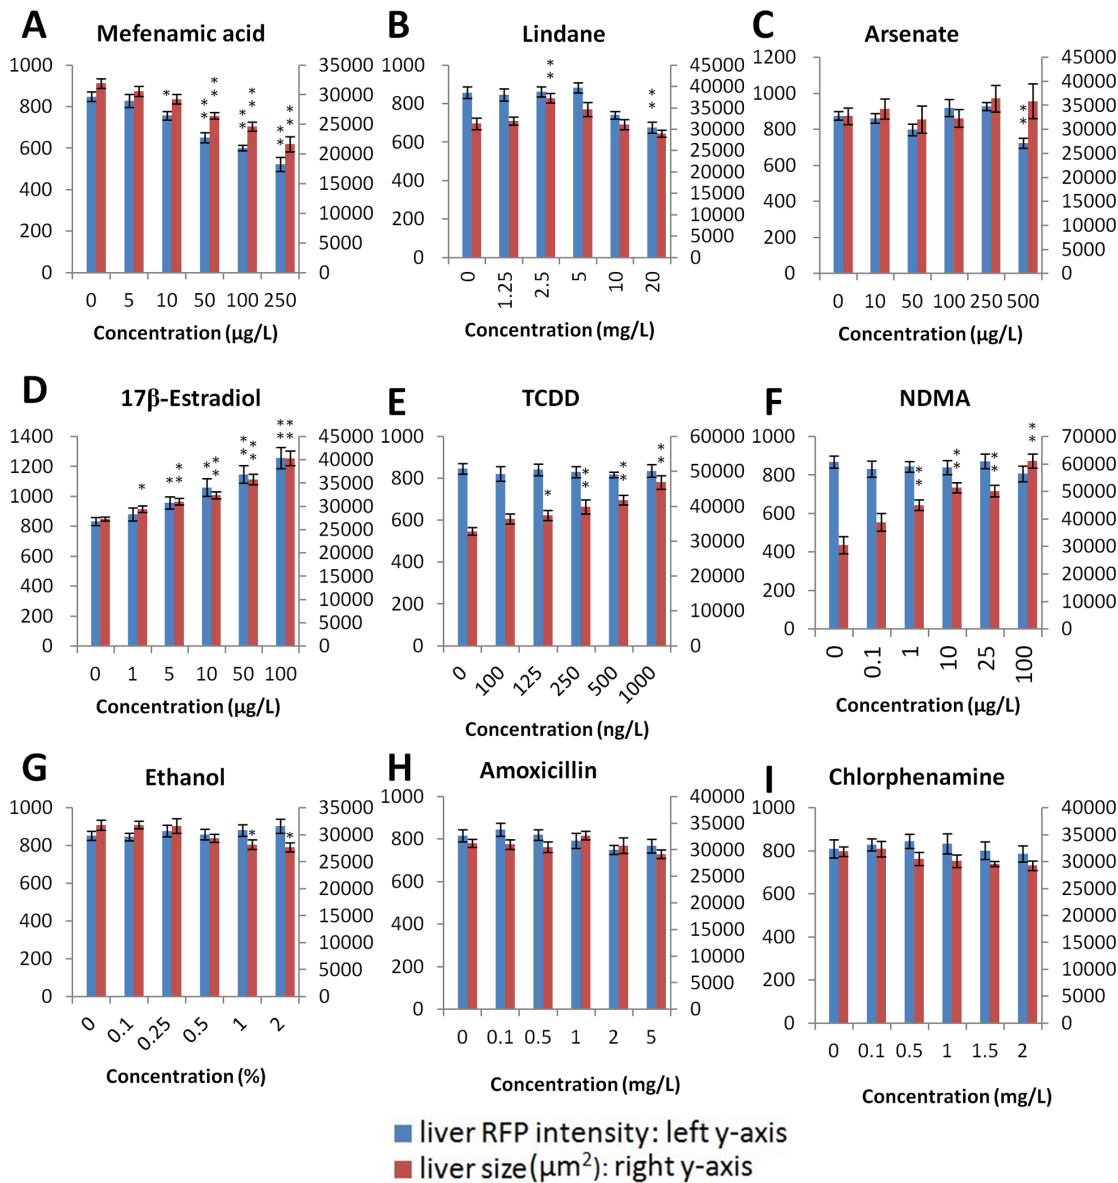 A Mefenamic acid
1000 800 600 400 200 0
35000 30000 25000 20000 15000 10000 5000 0
* ** ** ** ** ** ** **
0 5 10 50 100 250
Concentration (µg/L)
B Lindane
1000 800 600 400 200 0
45000 40000 35000 30000 25000 20000 15000 10000 5000 0
** **
0 1.25 2.5 5 10 20
Concentration (mg/L)
C Arsenate
1200 1000 800 600 400 200 0
45000 40000 35000 30000 25000 20000 15000 10000 5000 0
**
0 10 50 100 250 500
Concentration (µg/L)
D 17β-Estradiol
1400 1200 1000 800 600 400 200 0
45000 40000 35000 30000 25000 20000 15000 10000 5000 0
* ** ** ** ** ** ** ** **
0 1 5 10 50 100
Concentration (µg/L)
E TCDD
1000 800 600 400 200 0
60000 50000 40000 30000 20000 10000 0
* ** ** **
0 100 125 250 500 1000
Concentration (ng/L)
F NDMA
1000 800 600 400 200 0
70000 60000 50000 40000 30000 20000 10000 0
** ** ** **
0 0.1 1 10 25 100
Concentration (µg/L)
G Ethanol
1000 800 600 400 200 0
35000 30000 25000 20000 15000 10000 5000 0
* *
0 0.1 0.25 0.5 1 2
Concentration (%)
H Amoxicillin
1000 800 600 400 200 0
40000 35000 30000 25000 20000 15000 10000 5000 0
0 0.1 0.5 1 2 5
Concentration (mg/L)
I Chlorphenamine
1000 800 600 400 200 0
40000 35000 30000 25000 20000 15000 10000 5000 0
0 0.1 0.5 1 1.5 2
Concentration (mg/L)
liver RFP intensity: left y-axis
liver size(µm²): right y-axis